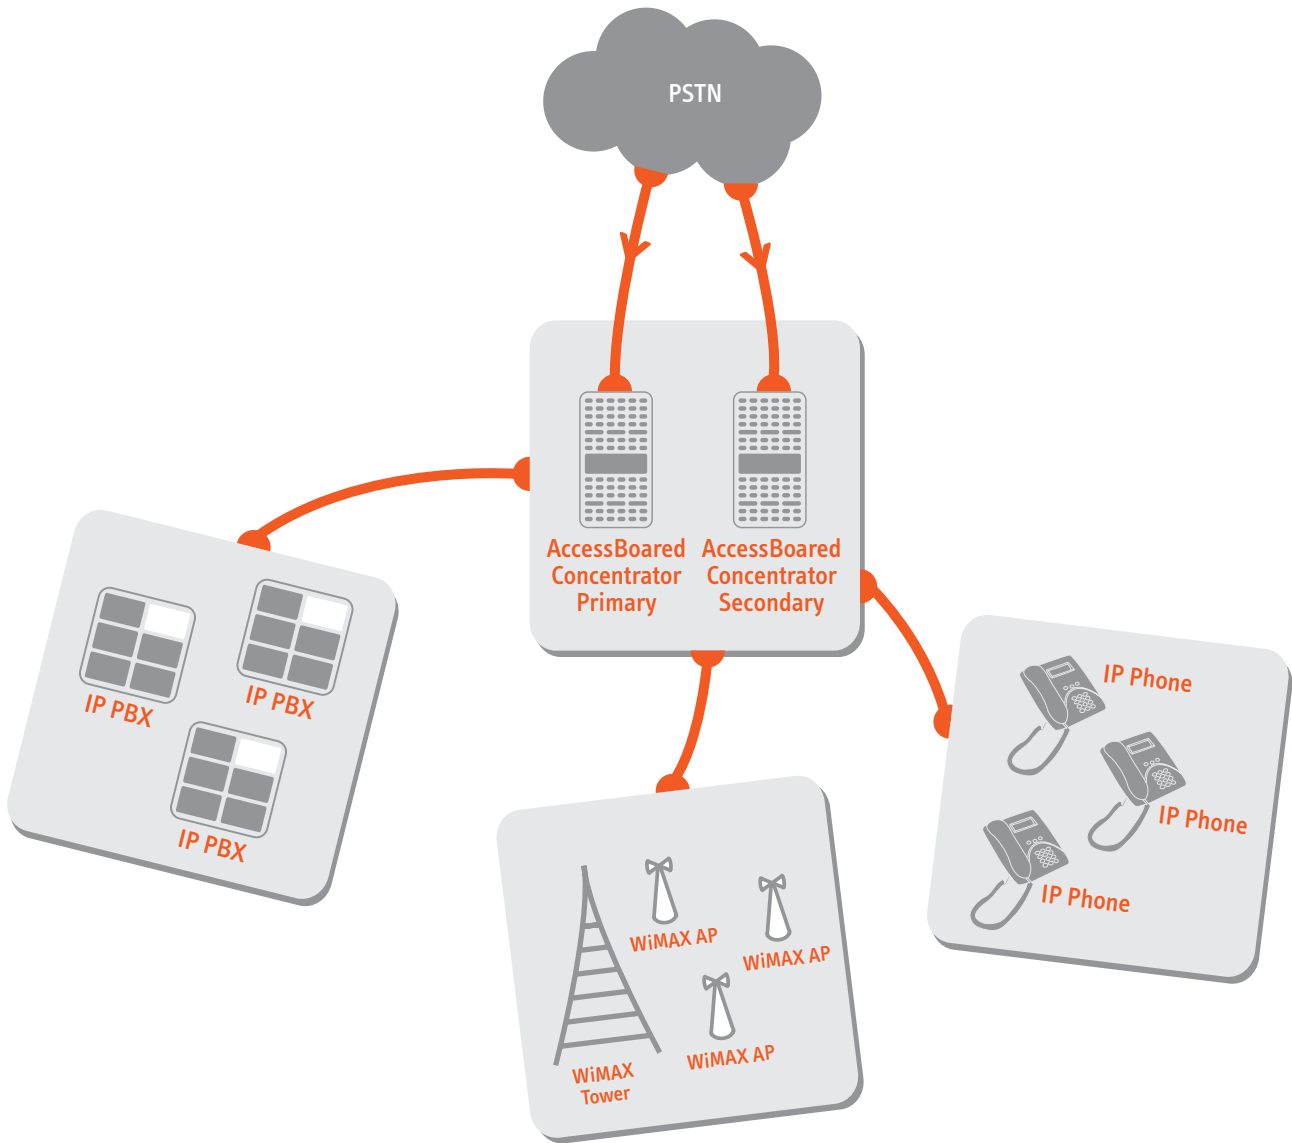 PSTN
AccessBoared
Concentrator
Primary
AccessBoared
Concentrator
Secondary
IP PBX
IP PBX
IP PBX
WiMAX AP
WiMAX AP
WiMAX AP
WiMAX
Tower
IP Phone
IP Phone
IP Phone